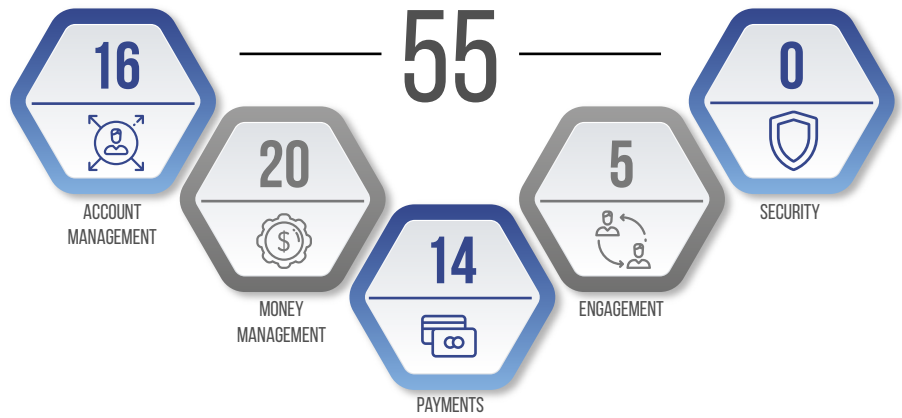 55
16
ACCOUNT
MANAGEMENT
20
$
MONEY
MANAGEMENT
14
PAYMENTS
5
ENGAGEMENT
0
SECURITY